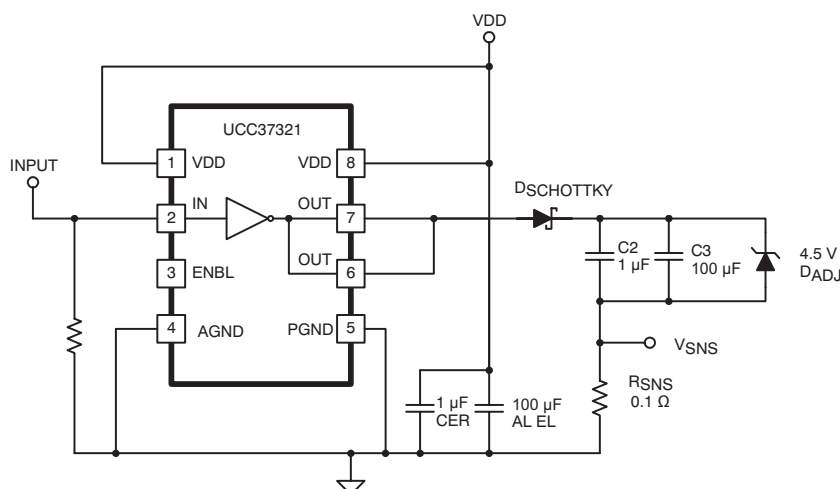 VDD
UCC37321
INPUT
1 VDD
VDD 8
DSCHOTTKY
2 IN
OUT 7
C2
1 µF
C3
100 µF
4.5 V
DADJ
3 ENBL
OUT 6
4 AGND
PGND 5
VSNS
RSNS
0.1 Ω
1 µF
CER
100 µF
AL EL